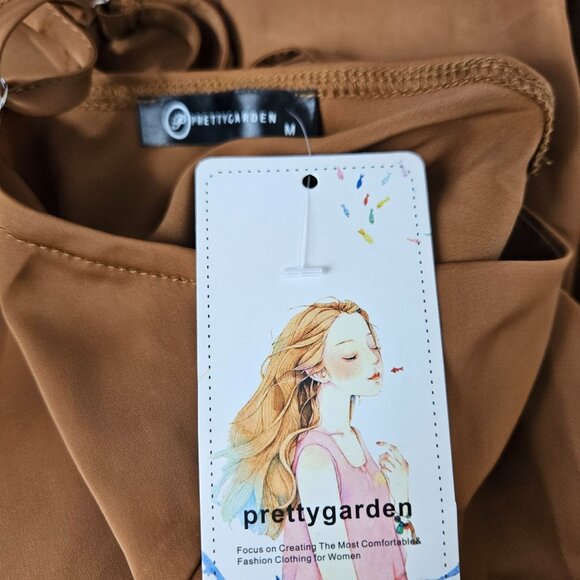 PRETTYGARDEN
M
prettygarden
Focus on Creating The Most Comfortable&
Fashion Clothing for Women